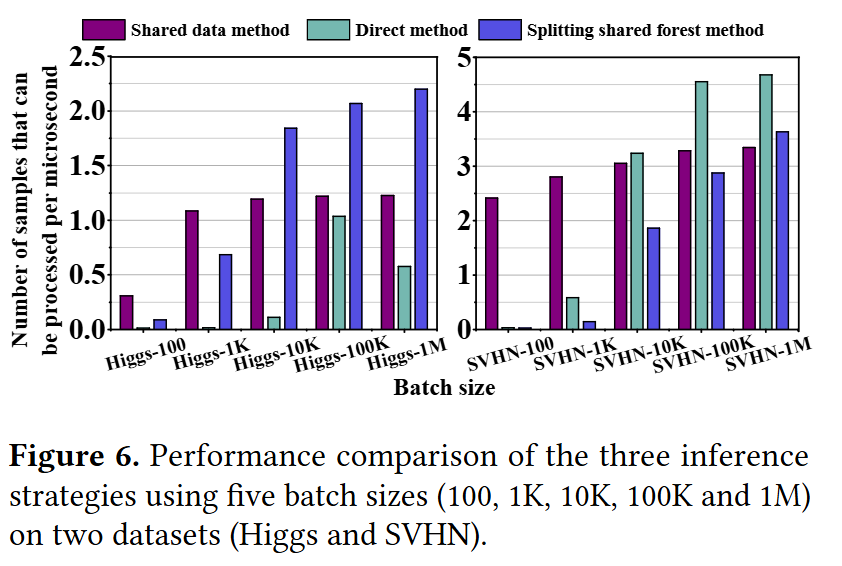 Shared data method Direct method Splitting shared forest method
Number of samples that can
be processed per microsecond
2.5
2.0
1.5
1.0
0.5
0.0
Higgs-100 Higgs-1K Higgs-10K Higgs-100K Higgs-1M
5
4
3
2
1
0
SVHN-100 SVHN-1K SVHN-10K SVHN-100K SVHN-1M
Batch size
Figure 6. Performance comparison of the three inference
strategies using five batch sizes (100, 1K, 10K, 100K and 1M)
on two datasets (Higgs and SVHN).